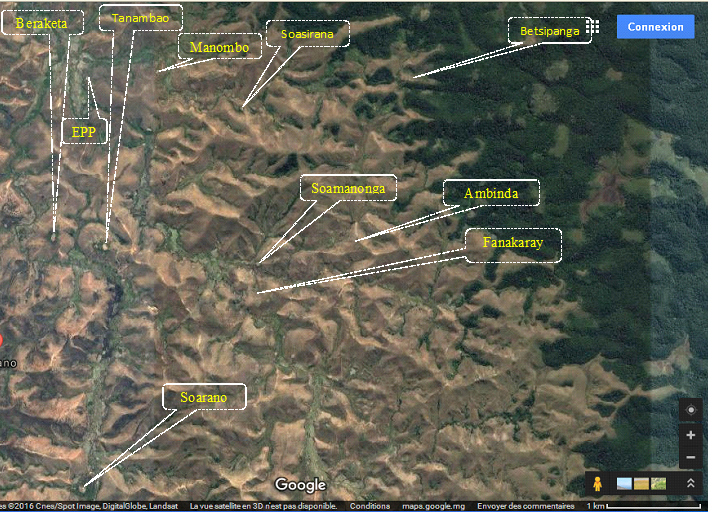 Beraketa
Tanambao
Manombo
Soasirana
Betsipanga
Connexion
EPP
Soamanonga
Ambinda
Fanakaray
ano
Soarano
Google
es ©2016 Cnes/Spot Image, DigitalGlobe, Landsat La vue satellite en 3D n'est pas disponible. Conditions maps.google.mg Envoyer des commentaires 1 km